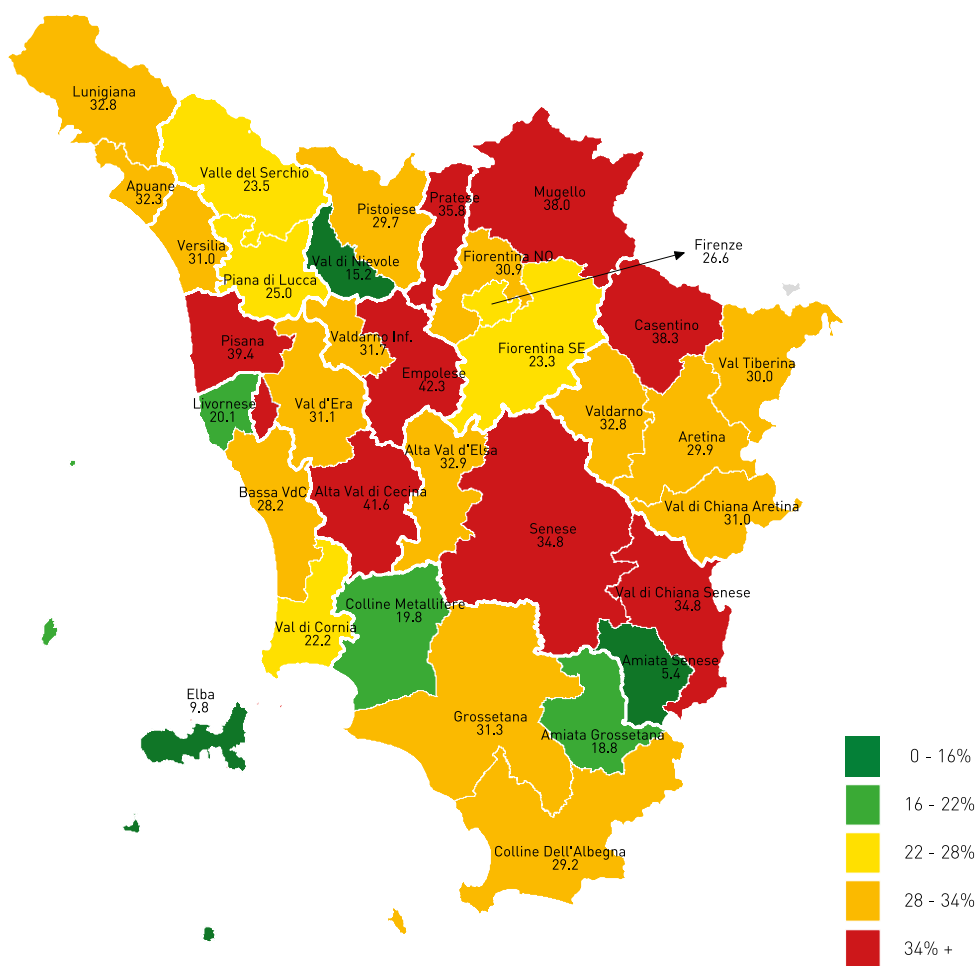 Lunigiana
32.8
Apuane
32.3
Valle del Serchio
23.5
Versilia
31.0
Piana di Lucca
25.0
Pistoiese
29.7
Val di Nievole
15.2
Pratese
35.8
Mugello
38.0
Fiorentina NO
30.9
Firenze
26.6
Fiorentina SE
23.3
Casentino
38.3
Val Tiberina
30.0
Pisana
39.4
Valdarno Inf.
31.7
Empolese
42.3
Livornese
20.1
Val d'Era
31.1
Valdarno
32.8
Aretina
29.9
Alta Val d'Elsa
32.9
Bassa VdC
28.2
Alta Val di Cecina
41.6
Val di Chiana Aretina
31.0
Senese
34.8
Val di Chiana Senese
34.8
Colline Metallifere
19.8
Val di Cornia
22.2
Amiata Senese
5.4
Elba
9.8
Grossetana
31.3
Amiata Grossetana
18.8
Colline Dell'Albegna
29.2
0 - 16%
16 - 22%
22 - 28%
28 - 34%
34% +